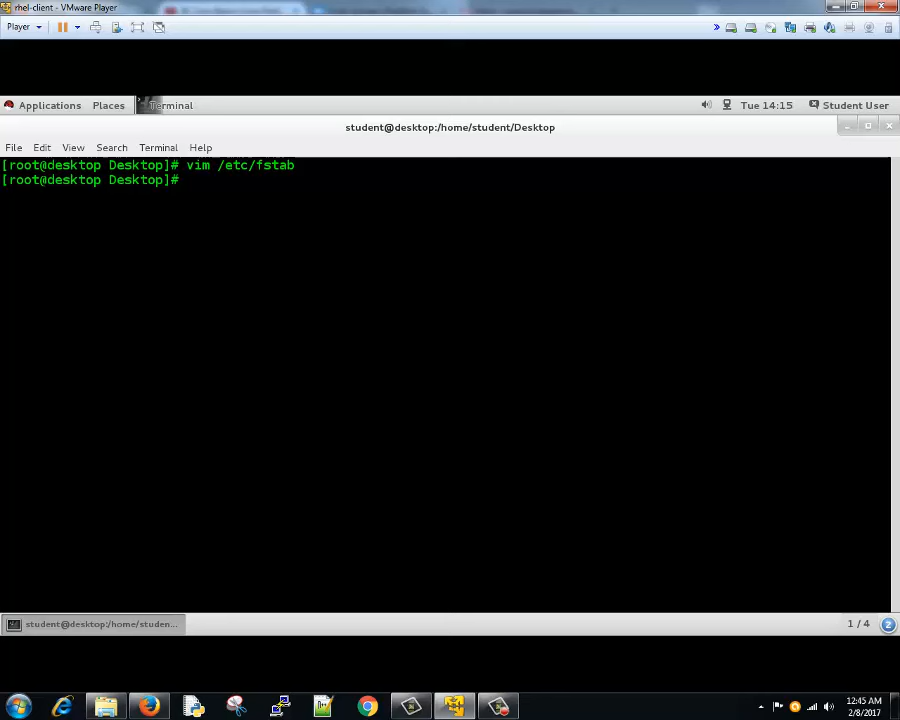 rhel-client - VMware Player
Player
»
Applications Places Terminal Tue 14:15 Student User
student@desktop:/home/student/Desktop
File Edit View Search Terminal Help
[root@desktop Desktop]# vim /etc/fstab
[root@desktop Desktop]#
student@desktop:/home/studen... 1 / 4 2
12:45 AM
2/8/2017